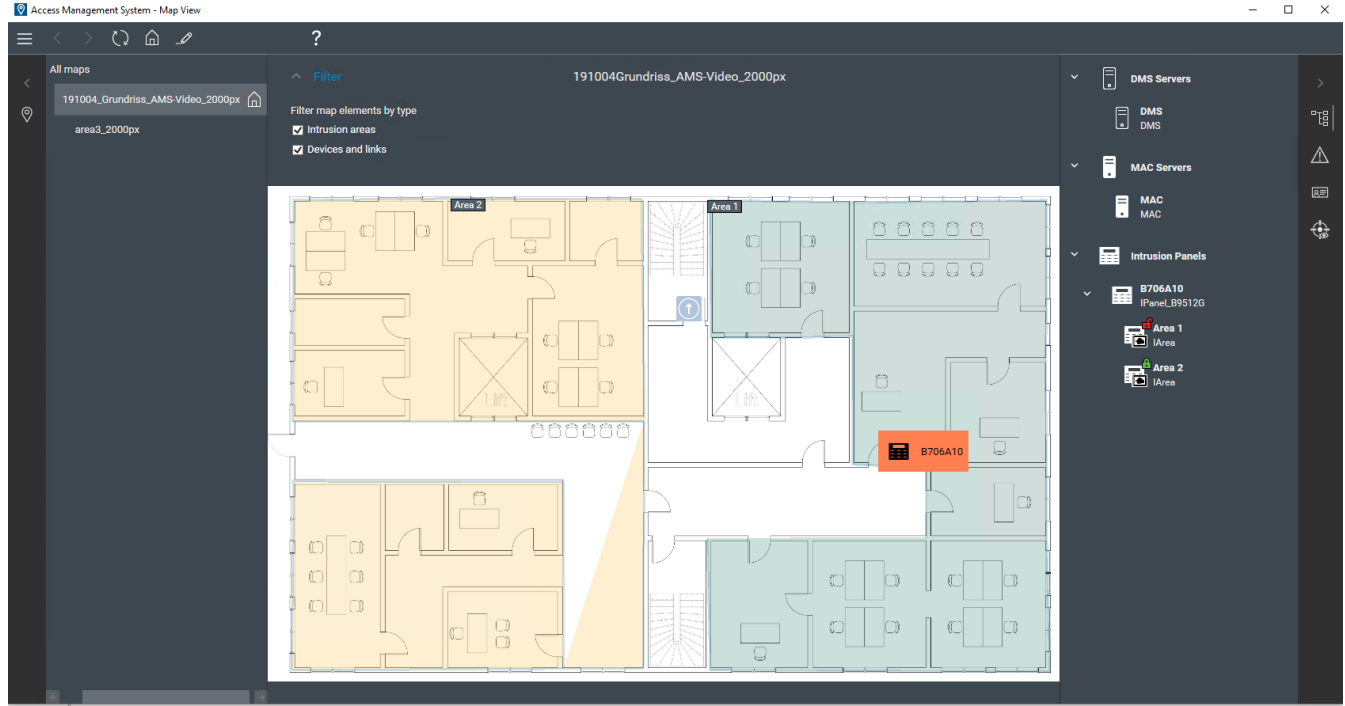 Access Management System - Map View
?
All maps
191004_Grundriss_AMS-Video_2000px
area3_2000px
Filter
191004Grundriss_AMS-Video_2000px
Filter map elements by type
Intrusion areas
Devices and links
Area 2
Area 1
Lift
Lift
B706A10
DMS Servers
DMS
DMS
MAC Servers
MAC
MAC
Intrusion Panels
B706A10
IPanel_B9512G
Area 1
IArea
Area 2
IArea